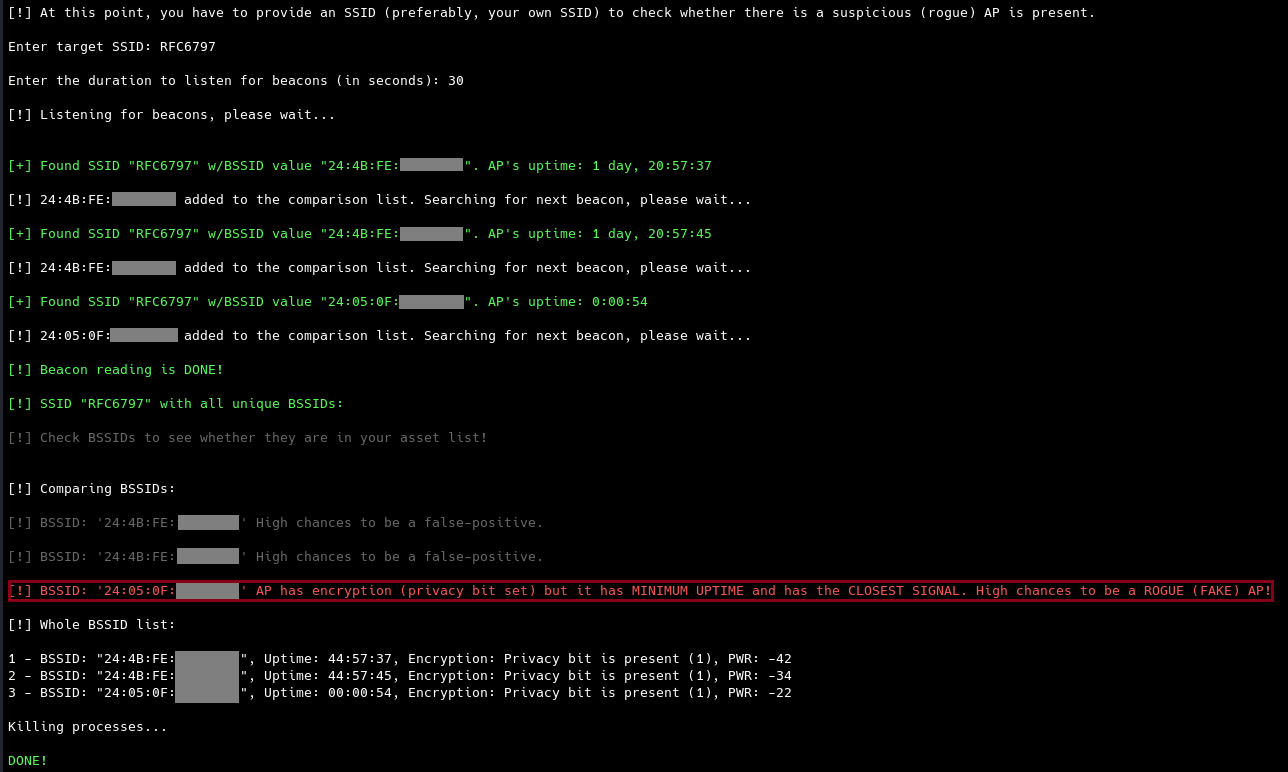 [!] At this point, you have to provide an SSID (preferably, your own SSID) to check whether there is a suspicious (rogue) AP is present.
Enter target SSID: RFC6797
Enter the duration to listen for beacons (in seconds): 30
[!] Listening for beacons, please wait...
[+] Found SSID "RFC6797" w/BSSID value "24:4B:FE: ". AP's uptime: 1 day, 20:57:37
[!] 24:4B:FE: added to the comparison list. Searching for next beacon, please wait...
[+] Found SSID "RFC6797" w/BSSID value "24:4B:FE: ". AP's uptime: 1 day, 20:57:45
[!] 24:4B:FE: added to the comparison list. Searching for next beacon, please wait...
[+] Found SSID "RFC6797" w/BSSID value "24:05:0F: ". AP's uptime: 0:00:54
[!] 24:05:0F: added to the comparison list. Searching for next beacon, please wait...
[!] Beacon reading is DONE!
[!] SSID "RFC6797" with all unique BSSIDs:
[!] Check BSSIDs to see whether they are in your asset list!
[!] Comparing BSSIDs:
[!] BSSID: '24:4B:FE: ' High chances to be a false-positive.
[!] BSSID: '24:4B:FE: ' High chances to be a false-positive.
[!] BSSID: '24:05:0F: ' AP has encryption (privacy bit set) but it has MINIMUM UPTIME and has the CLOSEST SIGNAL. High chances to be a ROGUE (FAKE) AP!
[!] Whole BSSID list:
1 - BSSID: "24:4B:FE: ", Uptime: 44:57:37, Encryption: Privacy bit is present (1), PWR: -42
2 - BSSID: "24:4B:FE: ", Uptime: 44:57:45, Encryption: Privacy bit is present (1), PWR: -34
3 - BSSID: "24:05:0F: ", Uptime: 00:00:54, Encryption: Privacy bit is present (1), PWR: -22
Killing processes...
DONE!